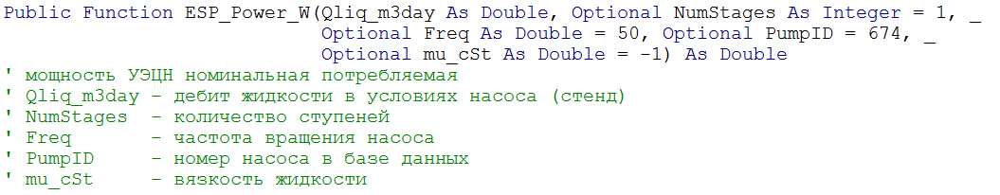 Public Function ESP_Power_W(Qliq_m3day As Double, Optional NumStages As Integer = 1, _
Optional Freq As Double = 50, Optional PumpID = 674, _
Optional mu_cSt As Double = -1) As Double
' мощность УЭЦН номинальная потребляемая
' Qliq_m3day - дебит жидкости в условиях насоса (стенд)
' NumStages  - количество ступеней
' Freq       - частота вращения насоса
' PumpID     - номер насоса в базе данных
' mu_cSt     - вязкость жидкости